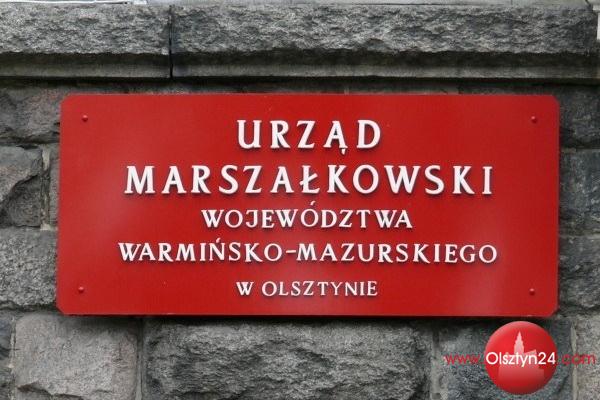 URZĄD
MARSZAŁKOWSKI
WOJEWÓDZTWA
WARMIŃSKO-MAZURSKIEGO
W OLSZTYNIE
www.Olsztyn24.com